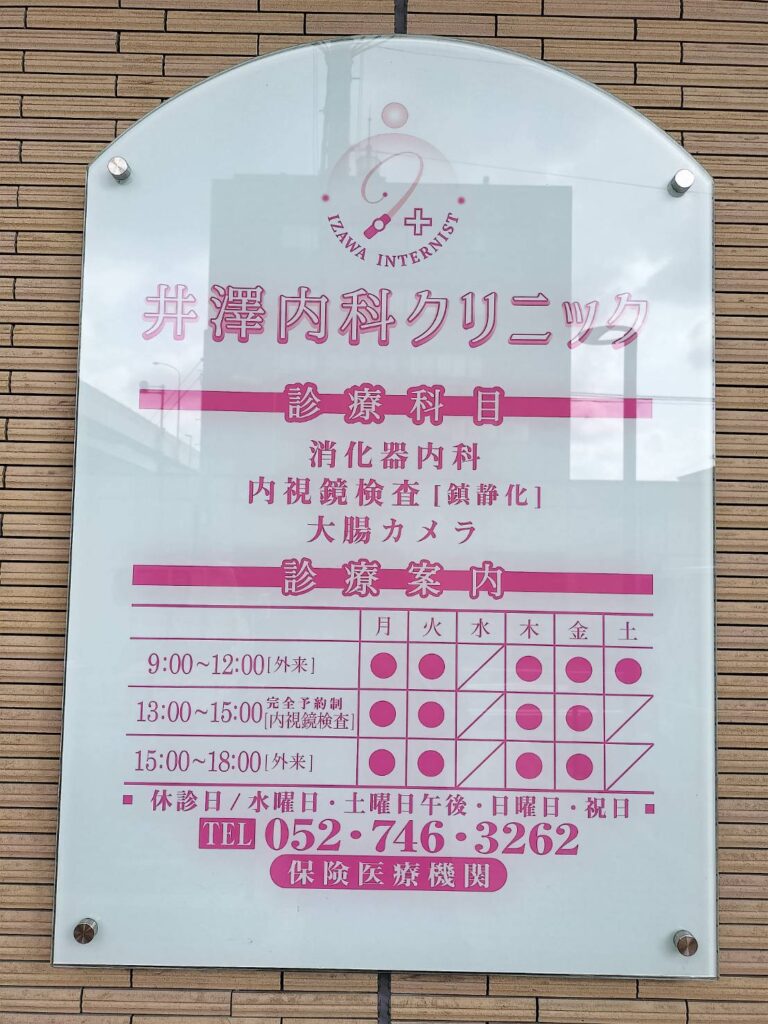 IZAWA INTERNIST
井澤内科クリニック
診療科目
消化器内科
内視鏡検査[鎮静化]
大腸カメラ
診療案内
月 火 水 木 金 土
9:00~12:00[外来] ● ● ／ ● ● ●
13:00~15:00 完全予約制 [内視鏡検査] ● ● ／ ● ● ／
15:00~18:00[外来] ● ● ／ ● ● ／
▪ 休診日/水曜日・土曜日午後・日曜日・祝日 ▪
TEL 052・746・3262
保険医療機関